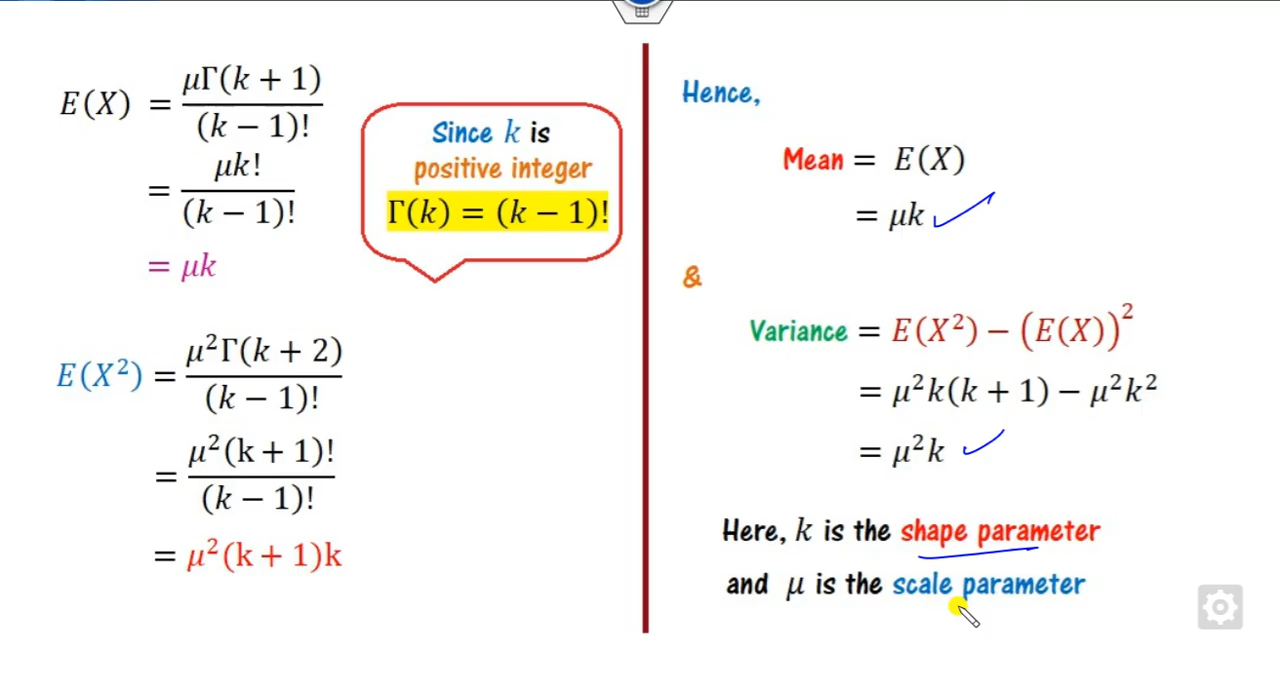 E(X) = μΓ(k + 1) / (k − 1)!
= μk! / (k − 1)!
= μk
Since k is
positive integer
Γ(k) = (k − 1)!
E(X²) = μ²Γ(k + 2) / (k − 1)!
= μ²(k + 1)! / (k − 1)!
= μ²(k + 1)k
Hence,
Mean = E(X)
= μk
&
Variance = E(X²) − (E(X))²
= μ²k(k + 1) − μ²k²
= μ²k
Here, k is the shape parameter
and μ is the scale parameter